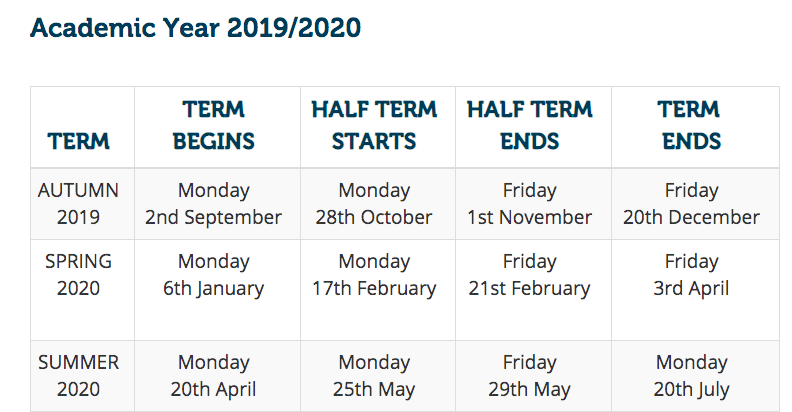 Academic Year 2019/2020
TERM
TERM BEGINS
HALF TERM STARTS
HALF TERM ENDS
TERM ENDS
AUTUMN 2019
Monday 2nd September
Monday 28th October
Friday 1st November
Friday 20th December
SPRING 2020
Monday 6th January
Monday 17th February
Friday 21st February
Friday 3rd April
SUMMER 2020
Monday 20th April
Monday 25th May
Friday 29th May
Monday 20th July